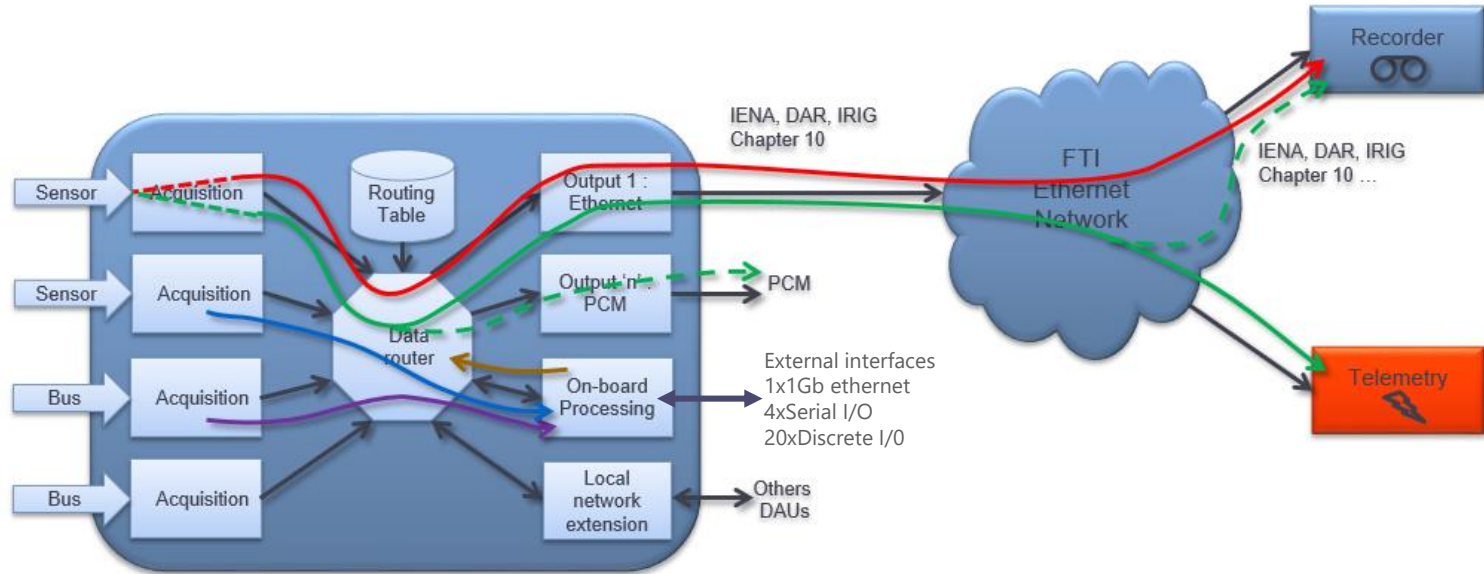 Recorder
IENA, DAR, IRIG
Chapter 10
IENA, DAR, IRIG
Chapter 10 ...
FTI
Ethernet
Network
Sensor
Acquisition
Routing
Table
Output 1 :
Ethernet
Sensor
Acquisition
Output 'n' :
PCM
PCM
Data
router
Bus
Acquisition
On-board
Processing
External interfaces
1x1Gb ethernet
4xSerial I/O
20xDiscrete I/0
Telemetry
Bus
Acquisition
Local
network
extension
Others
DAUs